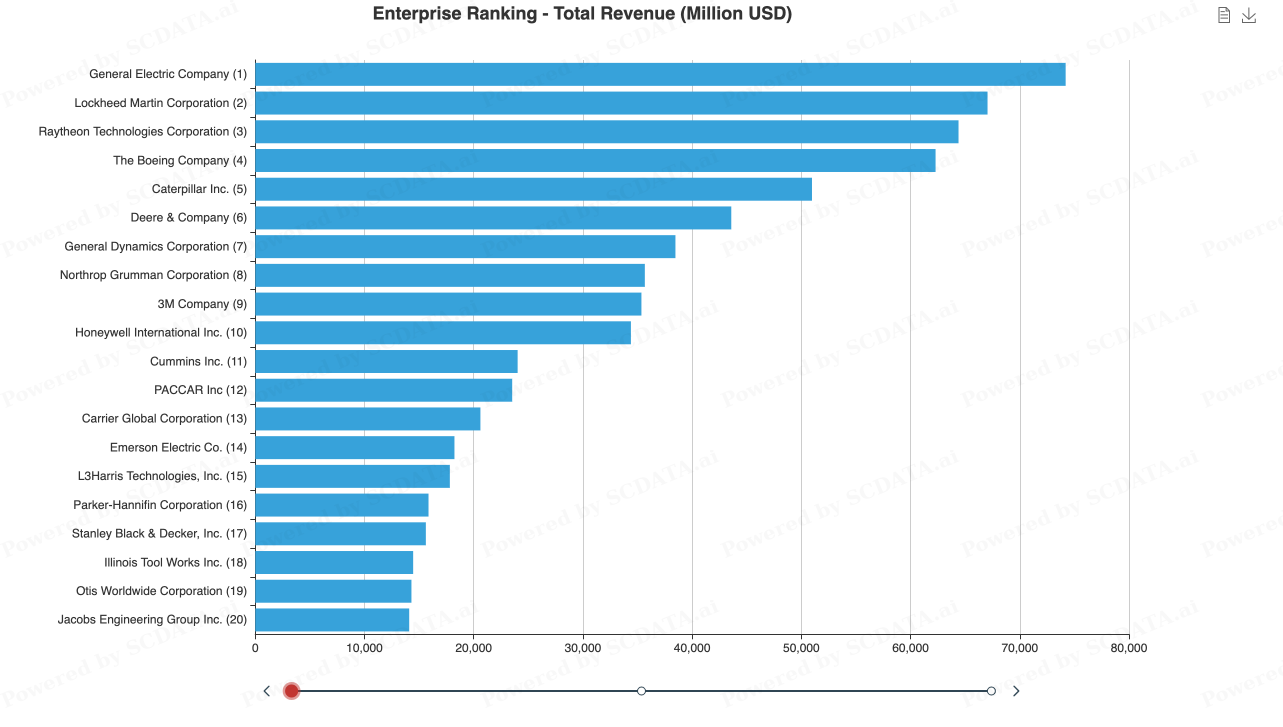 Enterprise Ranking - Total Revenue (Million USD)
General Electric Company (1)
Lockheed Martin Corporation (2)
Raytheon Technologies Corporation (3)
The Boeing Company (4)
Caterpillar Inc. (5)
Deere & Company (6)
General Dynamics Corporation (7)
Northrop Grumman Corporation (8)
3M Company (9)
Honeywell International Inc. (10)
Cummins Inc. (11)
PACCAR Inc (12)
Carrier Global Corporation (13)
Emerson Electric Co. (14)
L3Harris Technologies, Inc. (15)
Parker-Hannifin Corporation (16)
Stanley Black & Decker, Inc. (17)
Illinois Tool Works Inc. (18)
Otis Worldwide Corporation (19)
Jacobs Engineering Group Inc. (20)
0 10,000 20,000 30,000 40,000 50,000 60,000 70,000 80,000
Powered by SCDATA.ai